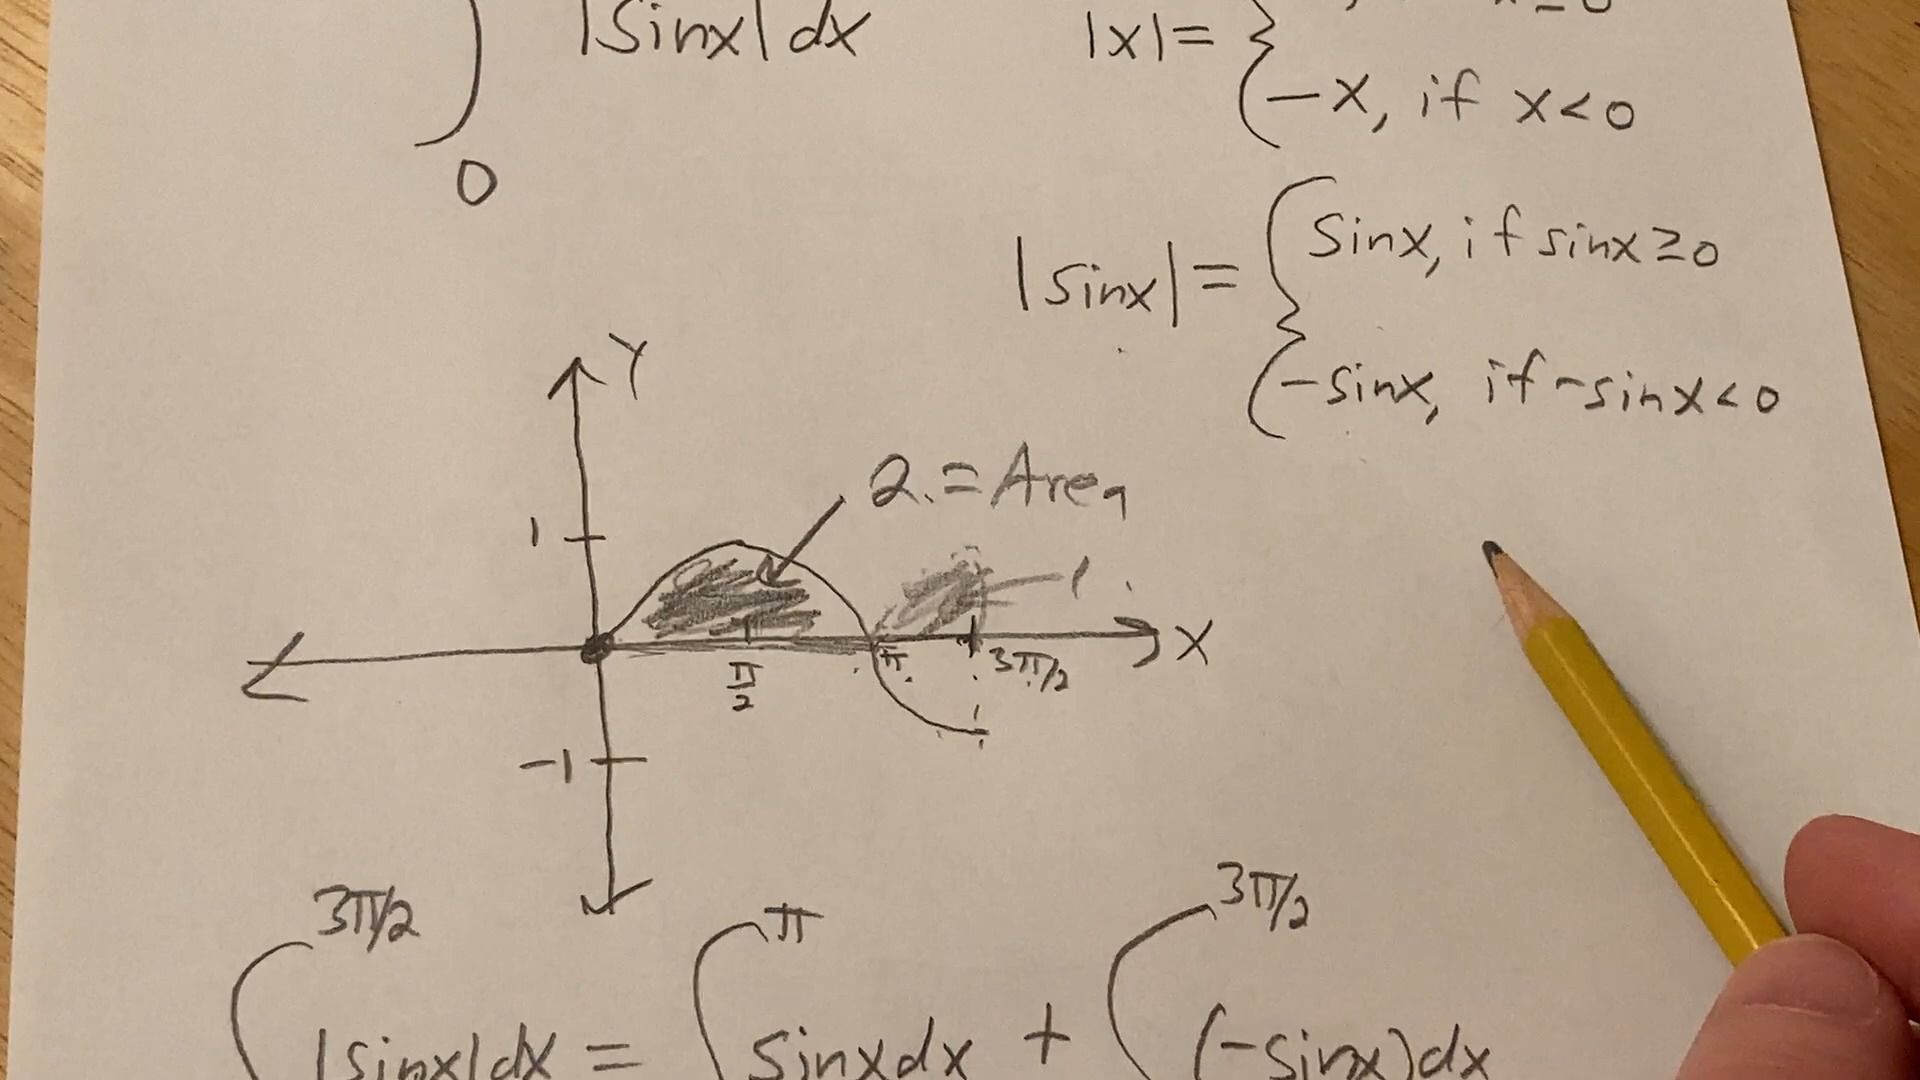 ∫ |sinx| dx
0
|x| = {
-x, if x<0
|sinx| = { sinx, if sinx≥0
-sinx, if -sinx<0
Y
2. = Area
1
1
π/2
π
3π/2
X
-1
3π/2 π 3π/2
∫ |sinx|dx = ∫ sinxdx + ∫ (-sinx)dx